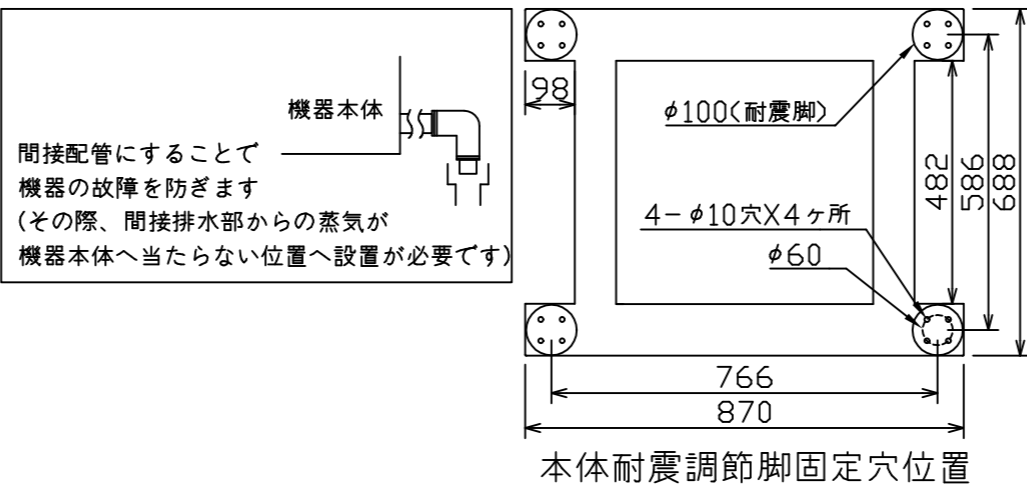 機器本体
間接配管にすることで
機器の故障を防ぎます
(その際、間接排水部からの蒸気が
機器本体へ当たらない位置へ設置が必要です)
98
φ100(耐震脚)
482
586
688
4-φ10穴X4ヶ所
φ60
766
870
本体耐震調節脚固定穴位置